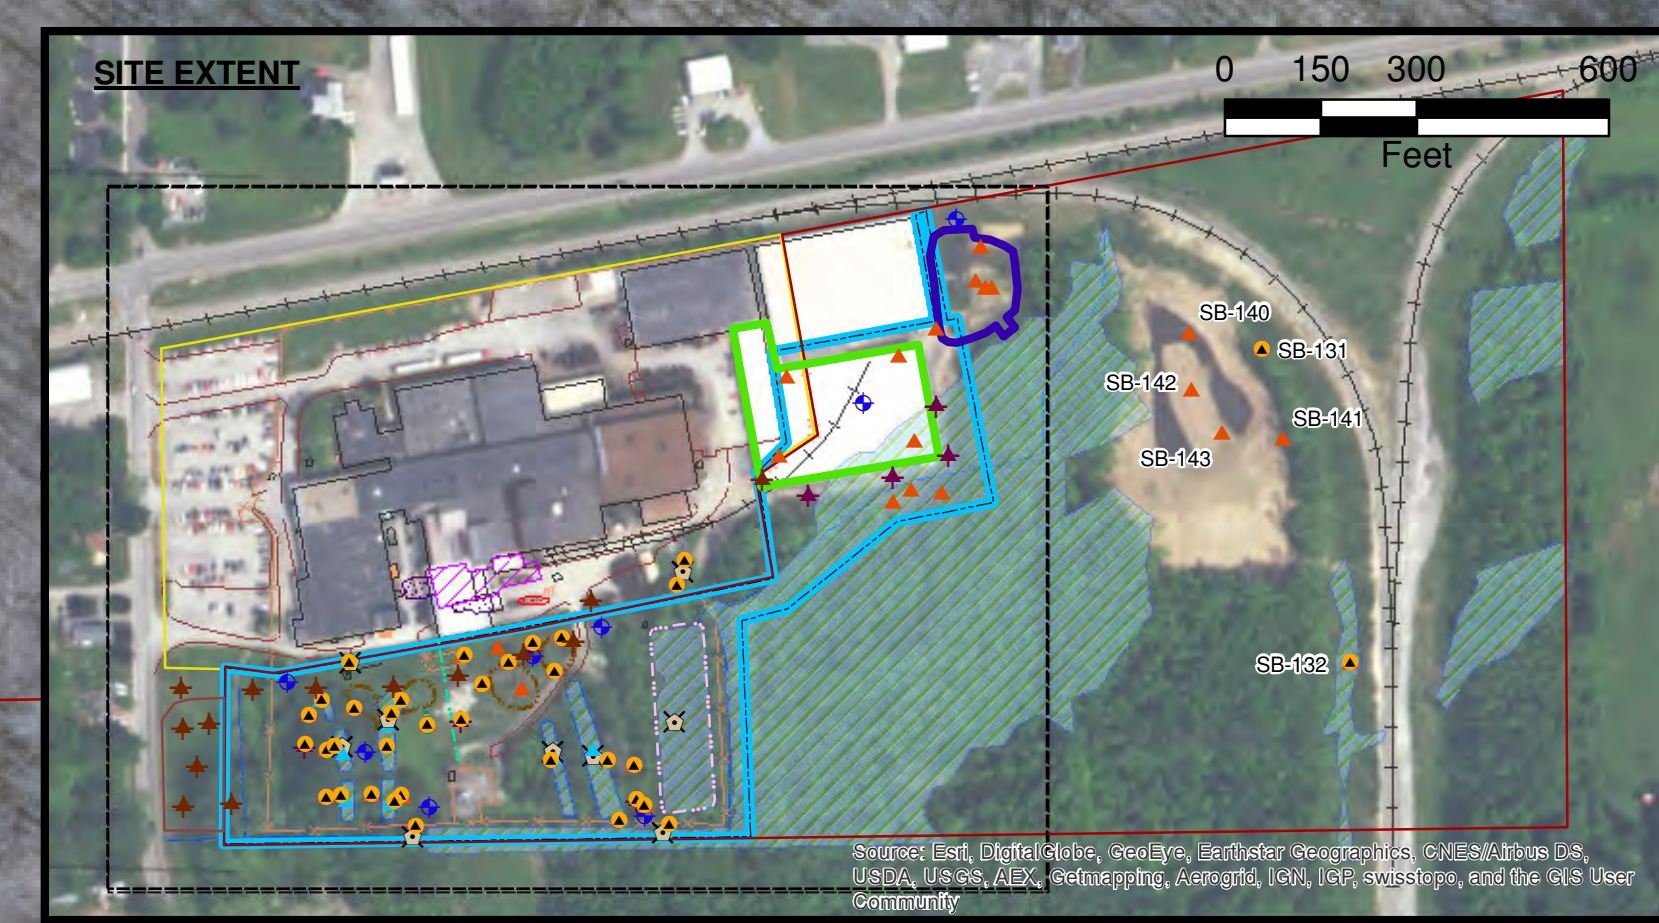 SITE EXTENT
0 150 300 600
Feet
SB-140
SB-131
SB-142
SB-141
SB-143
SB-132
Source: Esri, DigitalGlobe, GeoEye, Earthstar Geographics, CNES/Airbus DS,
USDA, USGS, AEX, Getmapping, Aerogrid, IGN, IGP, swisstopo, and the GIS User
Community